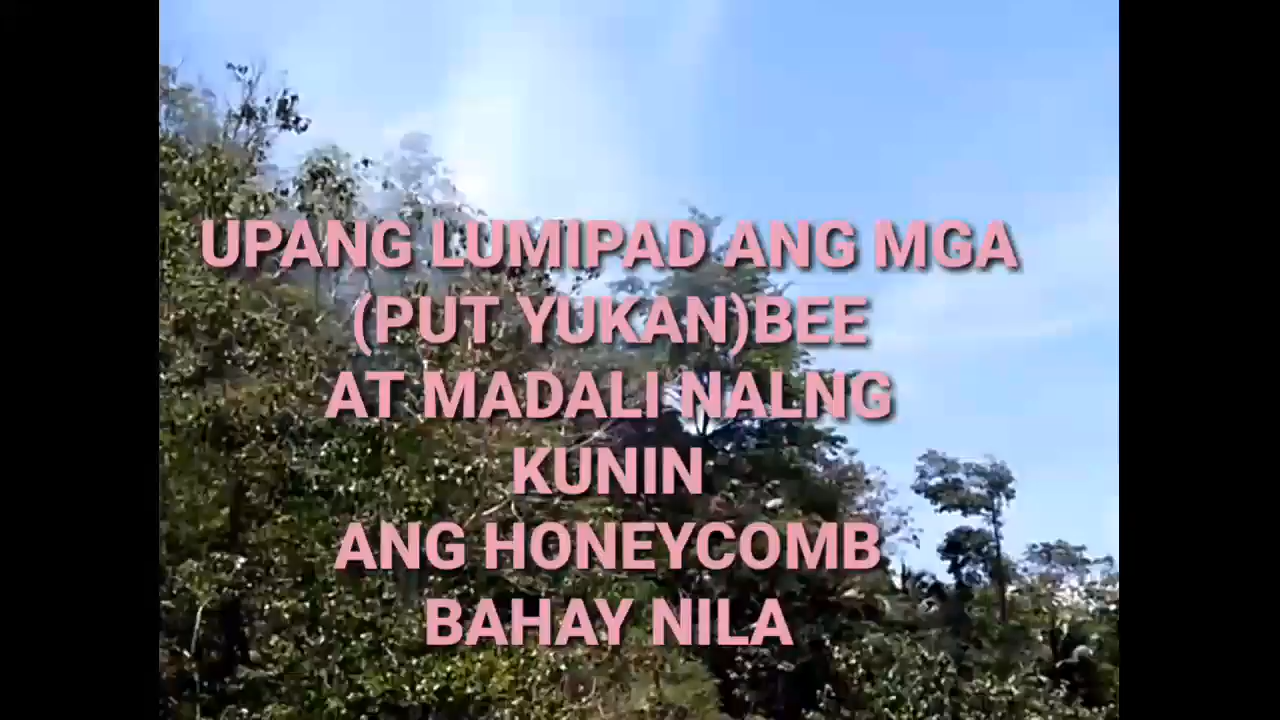 UPANG LUMIPAD ANG MGA
(PUT YUKAN)BEE
AT MADALI NALNG
KUNIN
ANG HONEYCOMB
BAHAY NILA